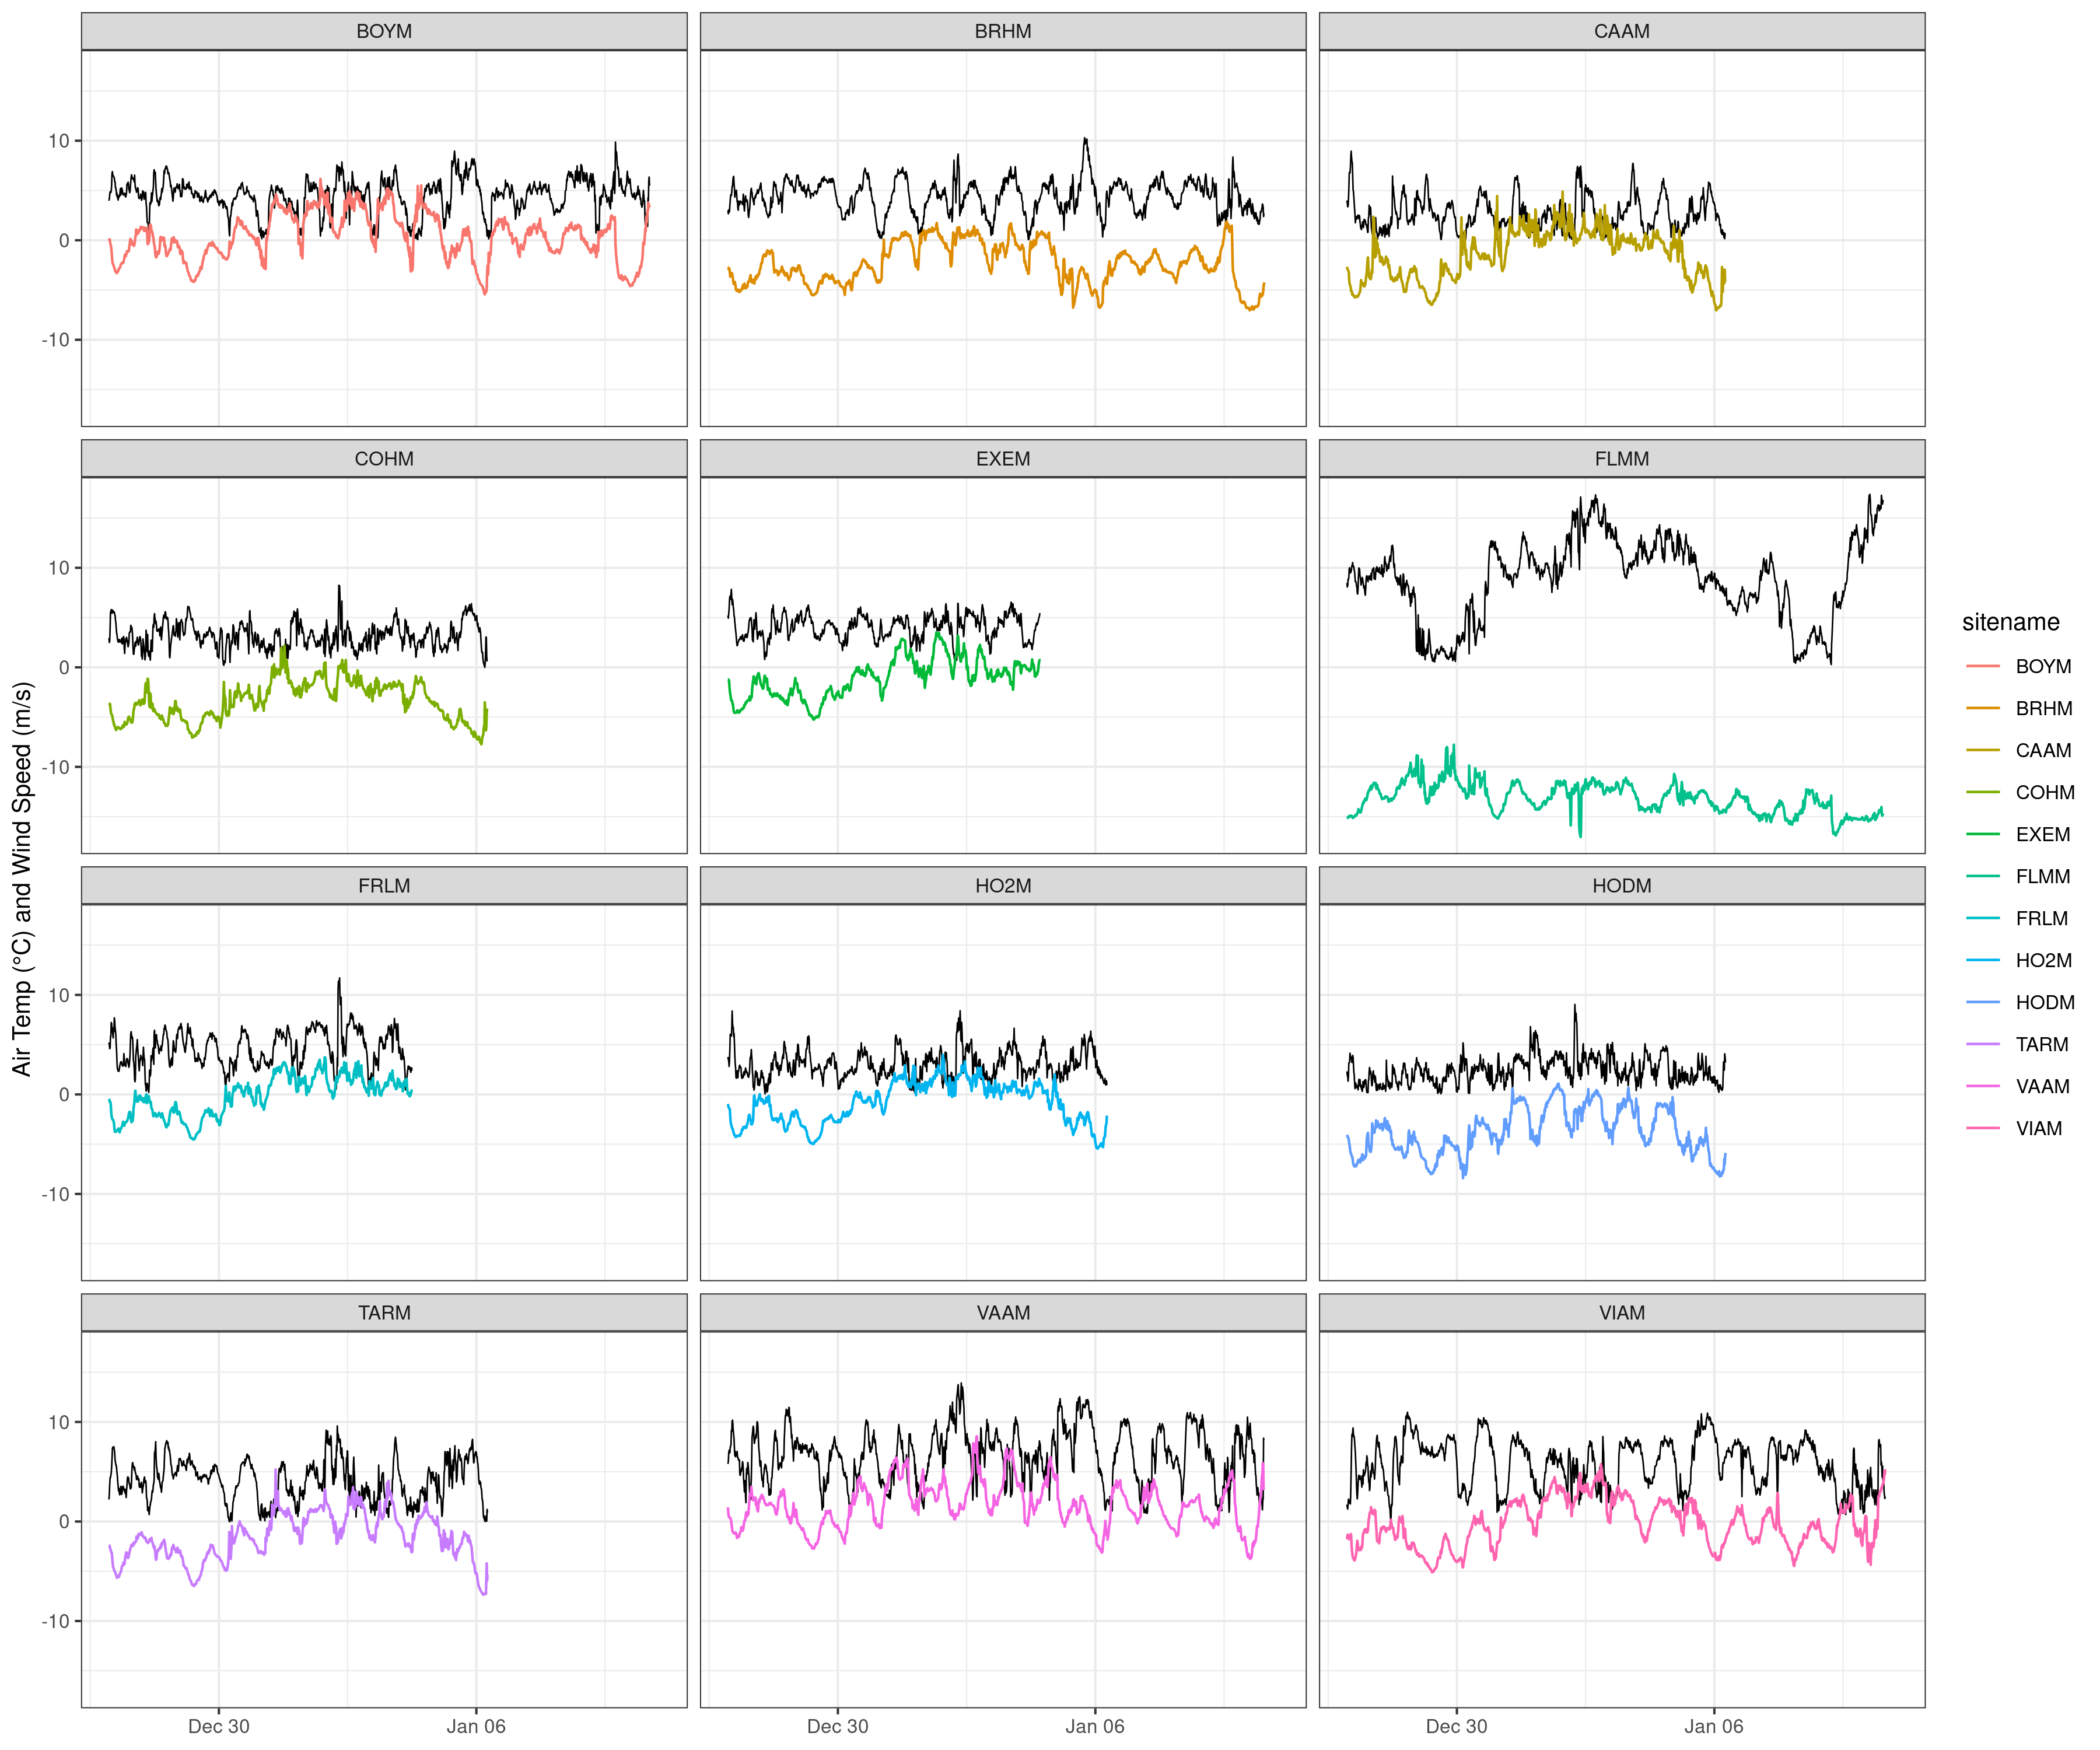 BOYM
BRHM
CAAM
10
0
-10
COHM
EXEM
FLMM
10
0
-10
FRLM
HO2M
HODM
10
0
-10
TARM
VAAM
VIAM
10
0
-10
Dec 30
Jan 06
Dec 30
Jan 06
Dec 30
Jan 06
Air Temp (°C) and Wind Speed (m/s)
sitename
BOYM
BRHM
CAAM
COHM
EXEM
FLMM
FRLM
HO2M
HODM
TARM
VAAM
VIAM